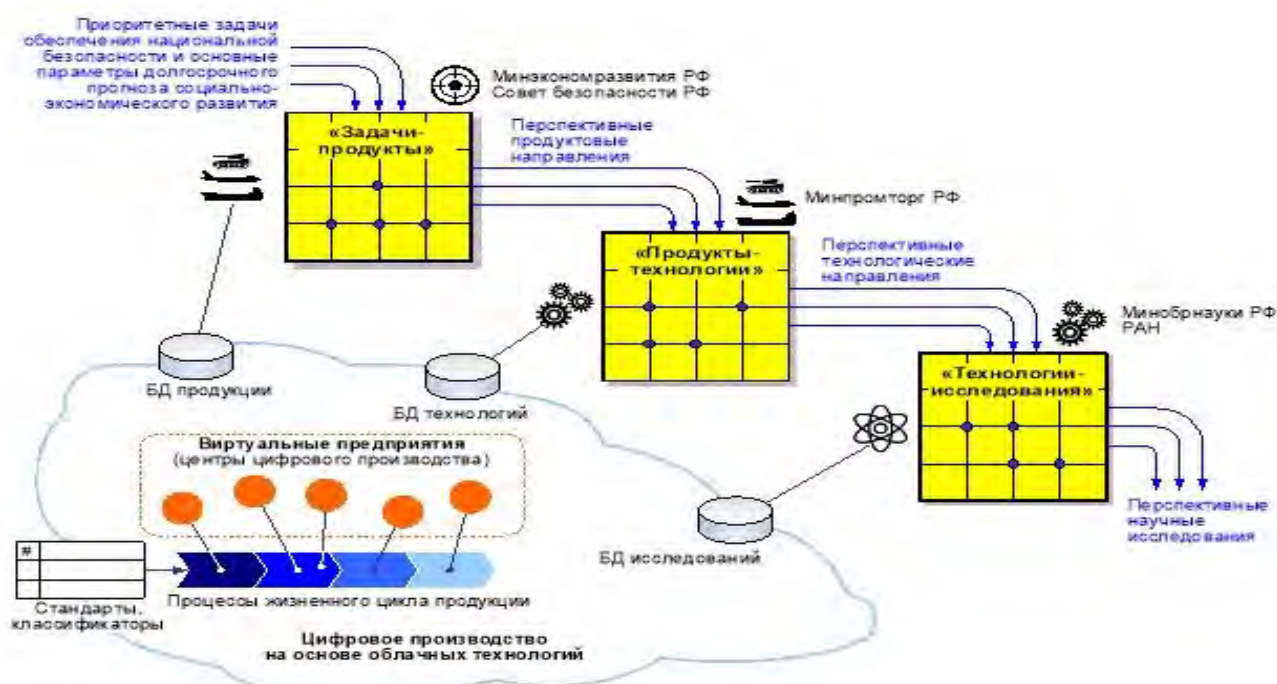 Приоритетные задачи
обеспечения национальной
безопасности и основные
параметры долгосрочного
прогноза социально-
экономического развития
Минэкономразвития РФ
Совет безопасности РФ
«Задачи-
продукты»
Перспективные
продуктовые
направления
Минпромторг РФ
«Продукты-
технологии»
Перспективные
технологические
направления
Минобрнауки РФ
РАН
«Технологии-
исследования»
БД продукции
БД технологий
Виртуальные предприятия
(центры цифрового производства)
Перспективные
научные
исследования
БД исследований
#
Стандарты,
классификаторы
Процессы жизненного цикла продукции
Цифровое производство
на основе облачных технологий